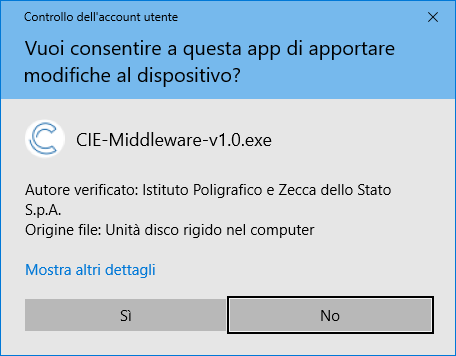 Controllo dell'account utente
Vuoi consentire a questa app di apportare
modifiche al dispositivo?
CIE-Middleware-v1.0.exe
Autore verificato: Istituto Poligrafico e Zecca dello Stato
S.p.A.
Origine file: Unità disco rigido nel computer
Mostra altri dettagli
Sì
No